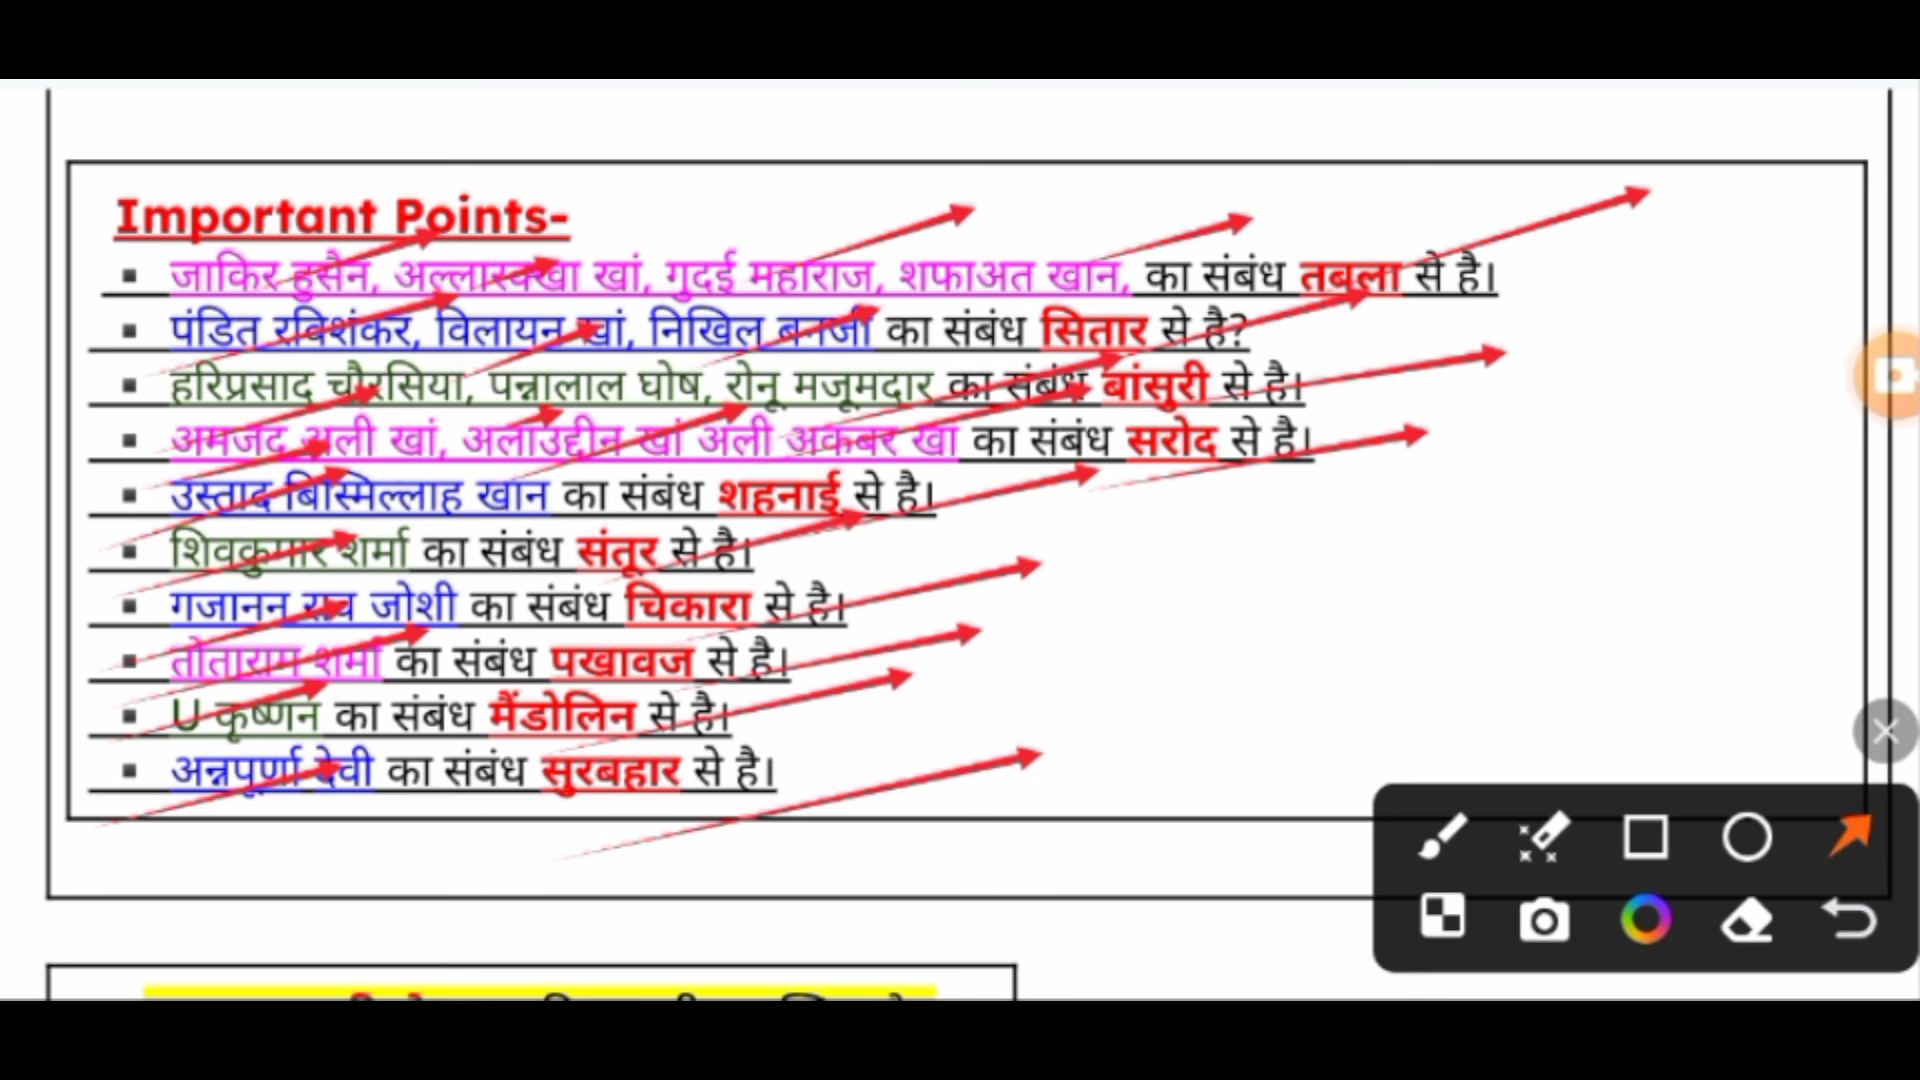 Important Points-
जाकिर हुसैन, अल्लारक्खा खां, गुदई महाराज, शफाअत खान, का संबंध तबला से है।
पंडित रविशंकर, विलायन खां, निखिल बनर्जी का संबंध सितार से है?
हरिप्रसाद चौरसिया, पन्नालाल घोष, रोनू मजूमदार का संबंध बांसुरी से है।
अमजद अली खां, अलाउद्दीन खां अली अकबर खां का संबंध सरोद से है।
उस्ताद बिस्मिल्लाह खान का संबंध शहनाई से है।
शिवकुमार शर्मा का संबंध संतूर से है।
गजानन राव जोशी का संबंध चिकारा से है।
तोताराम शर्मा का संबंध पखावज से है।
U कृष्णन का संबंध मैंडोलिन से है।
अन्नपूर्णा देवी का संबंध सुरबहार से है।